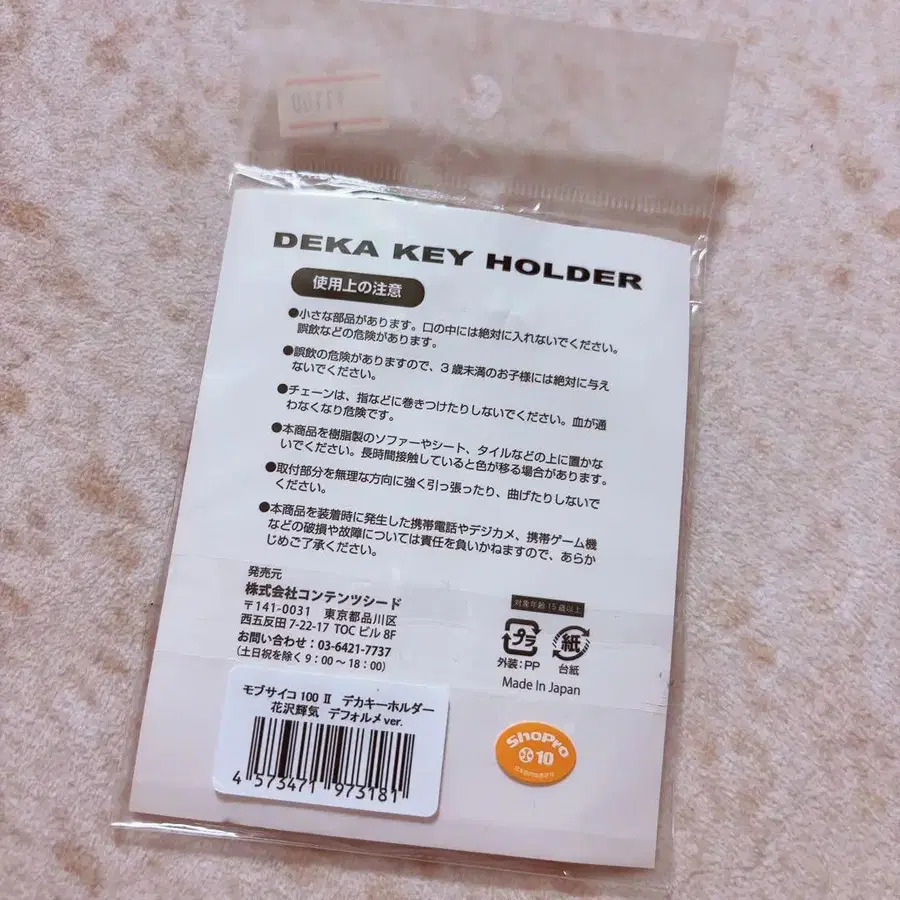 DEKA KEY HOLDER
使用上の注意
●小さな部品があります。口の中には絶対に入れないでください。
誤飲などの危険があります。
●誤飲の危険がありますので、3歳未満のお子様には絶対に与え
ないでください。
●チェーンは、指などに巻きつけたりしないでください。血が通
わなくなり危険です。
●本商品を樹脂製のソファーやシート、タイルなどの上に置かな
いでください。長時間接触していると色が移る場合があります。
●取付部分を無理な方向に強く引っ張ったり、曲げたりしないで
ください。
●本商品を装着時に発生した携帯電話やデジカメ、携帯ゲーム機
などの破損や故障については責任を負いかねますので、あらか
じめご了承ください。
発売元
株式会社コンテンツシード
〒141-0031 東京都品川区
西五反田 7-22-17 TOC ビル 8F
お問い合わせ：03-6421-7737
(土日祝を除く 9：00～18：00)
対象年齢15歳以上
プラ 紙
外装：PP 台紙
Made In Japan
モブサイコ 100 Ⅱ デカキーホルダー
花沢輝気 デフォルメ ver.
4 573471 973181
ShoPro
10